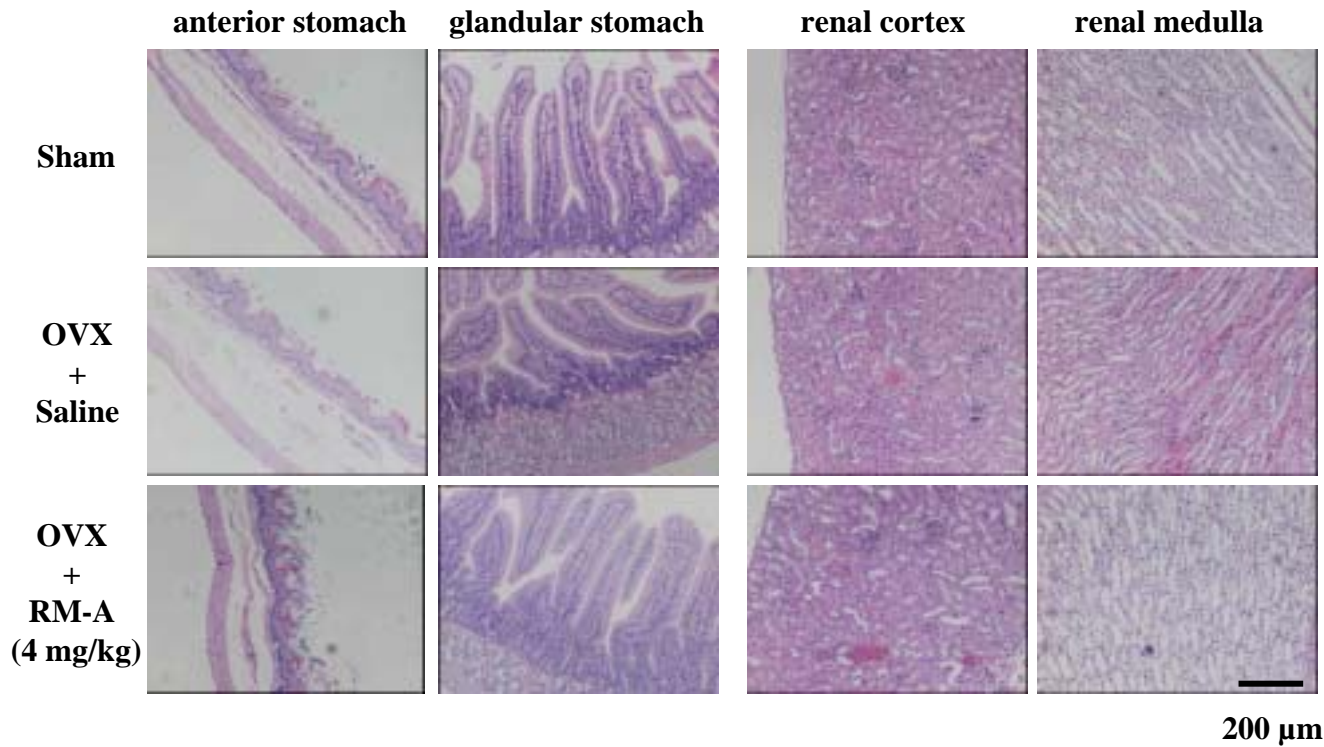 anterior stomach glandular stomach renal cortex renal medulla
Sham
OVX
+
Saline
OVX
+
RM-A
(4 mg/kg)
200 µm